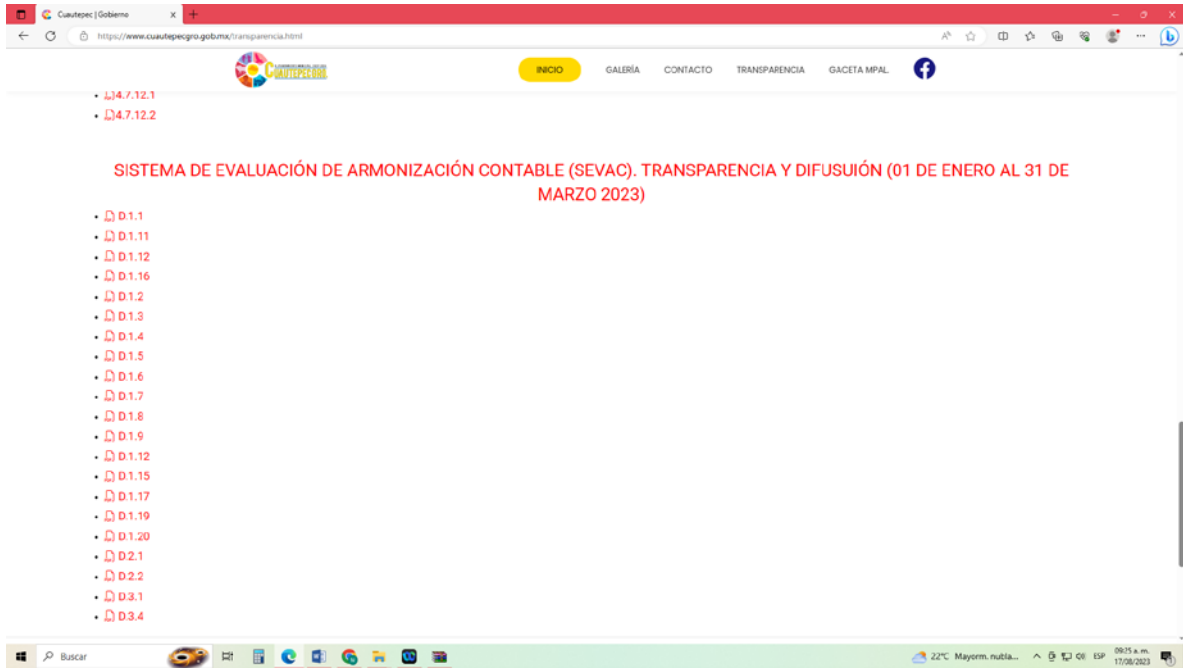 Cuautepec | Gobierno
https://www.cuautepecgro.gob.mx/transparencia.html
CUAUTEPEC GRO.
INICIO
GALERÍA
CONTACTO
TRANSPARENCIA
GACETA MPAL.
4.7.12.1
4.7.12.2
SISTEMA DE EVALUACIÓN DE ARMONIZACIÓN CONTABLE (SEVAC). TRANSPARENCIA Y DIFUSUIÓN (01 DE ENERO AL 31 DE
MARZO 2023)
D.1.1
D.1.11
D.1.12
D.1.16
D.1.2
D.1.3
D.1.4
D.1.5
D.1.6
D.1.7
D.1.8
D.1.9
D.1.12
D.1.15
D.1.17
D.1.19
D.1.20
D.2.1
D.2.2
D.3.1
D.3.4
Buscar
22°C Mayorm. nubla...
ESP
09:25 a.m.
17/08/2023